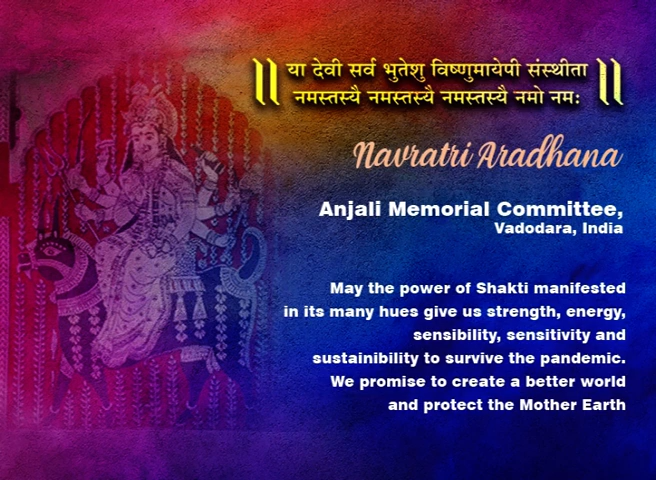 || या देवी सर्व भुतेशु विष्णुमायेपी संस्थीता
नमस्तस्यै नमस्तस्यै नमस्तस्यै नमो नमः ||
Navratri Aradhana
Anjali Memorial Committee,
Vadodara, India
May the power of Shakti manifested
in its many hues give us strength, energy,
sensibility, sensitivity and
sustainibility to survive the pandemic.
We promise to create a better world
and protect the Mother Earth